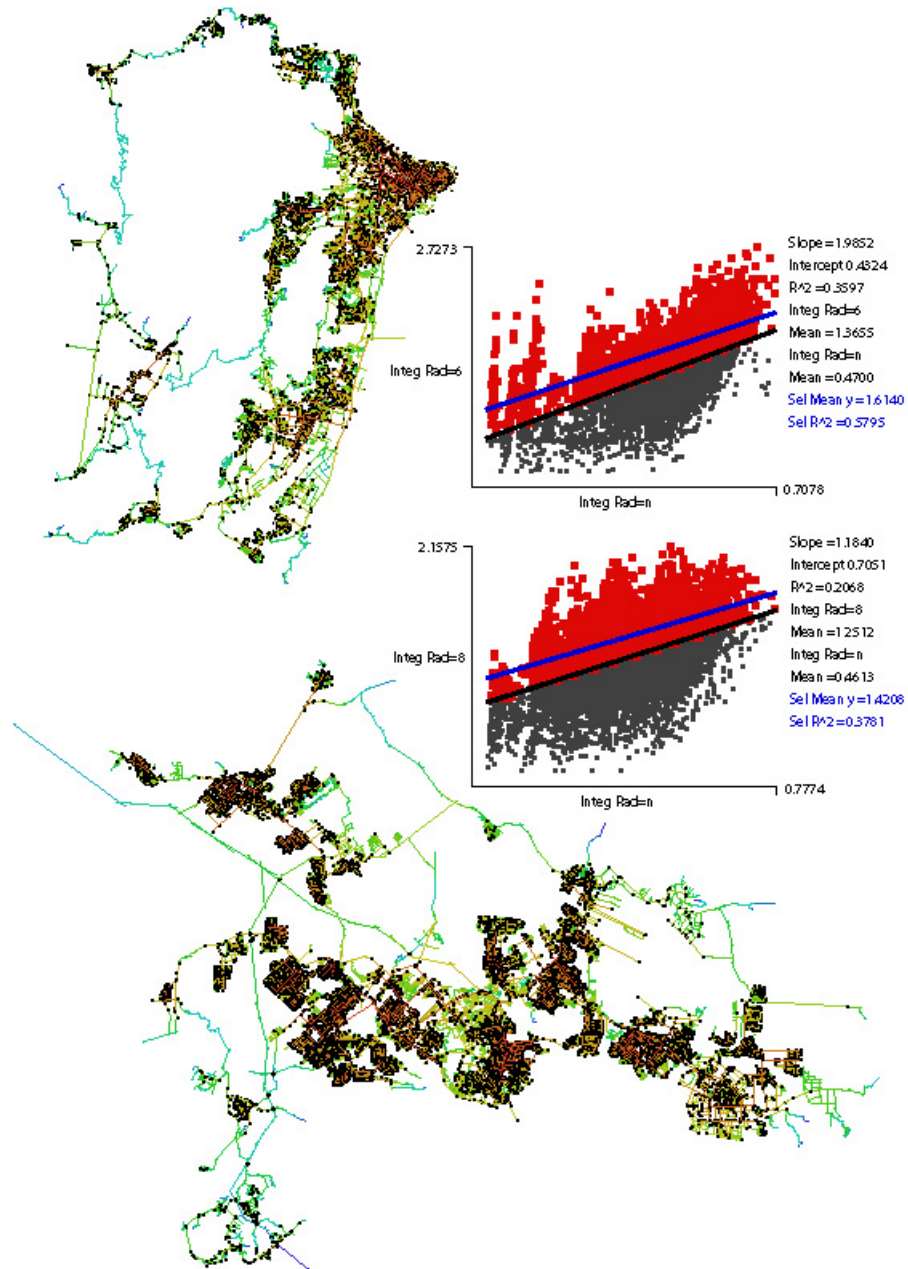 2.7273
Integ Rad=6
Integ Rad=n
0.7078
Slope =1.9852
Intercept 0.4324
R^2 =0.3597
Integ Rad=6
Mean =1.3655
Integ Rad=n
Mean =0.4700
Sel Mean y =1.6140
Sel R^2 =0.5795
2.1575
Integ Rad=8
Integ Rad=n
0.7774
Slope =1.1840
Intercept 0.7051
R^2 =0.2068
Integ Rad=8
Mean =1.2512
Integ Rad=n
Mean =0.4613
Sel Mean y =1.4208
Sel R^2 =0.3781